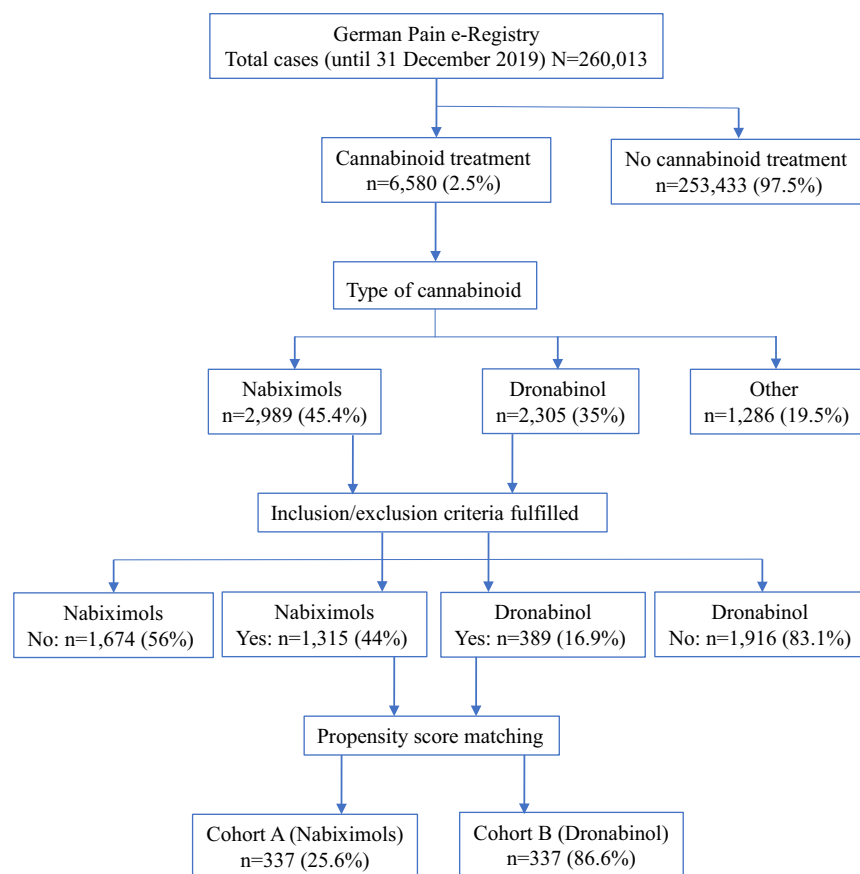 German Pain e-Registry
Total cases (until 31 December 2019) N=260,013
Cannabinoid treatment
n=6,580 (2.5%)
No cannabinoid treatment
n=253,433 (97.5%)
Type of cannabinoid
Nabiximols
n=2,989 (45.4%)
Dronabinol
n=2,305 (35%)
Other
n=1,286 (19.5%)
Inclusion/exclusion criteria fulfilled
Nabiximols
No: n=1,674 (56%)
Nabiximols
Yes: n=1,315 (44%)
Dronabinol
Yes: n=389 (16.9%)
Dronabinol
No: n=1,916 (83.1%)
Propensity score matching
Cohort A (Nabiximols)
n=337 (25.6%)
Cohort B (Dronabinol)
n=337 (86.6%)